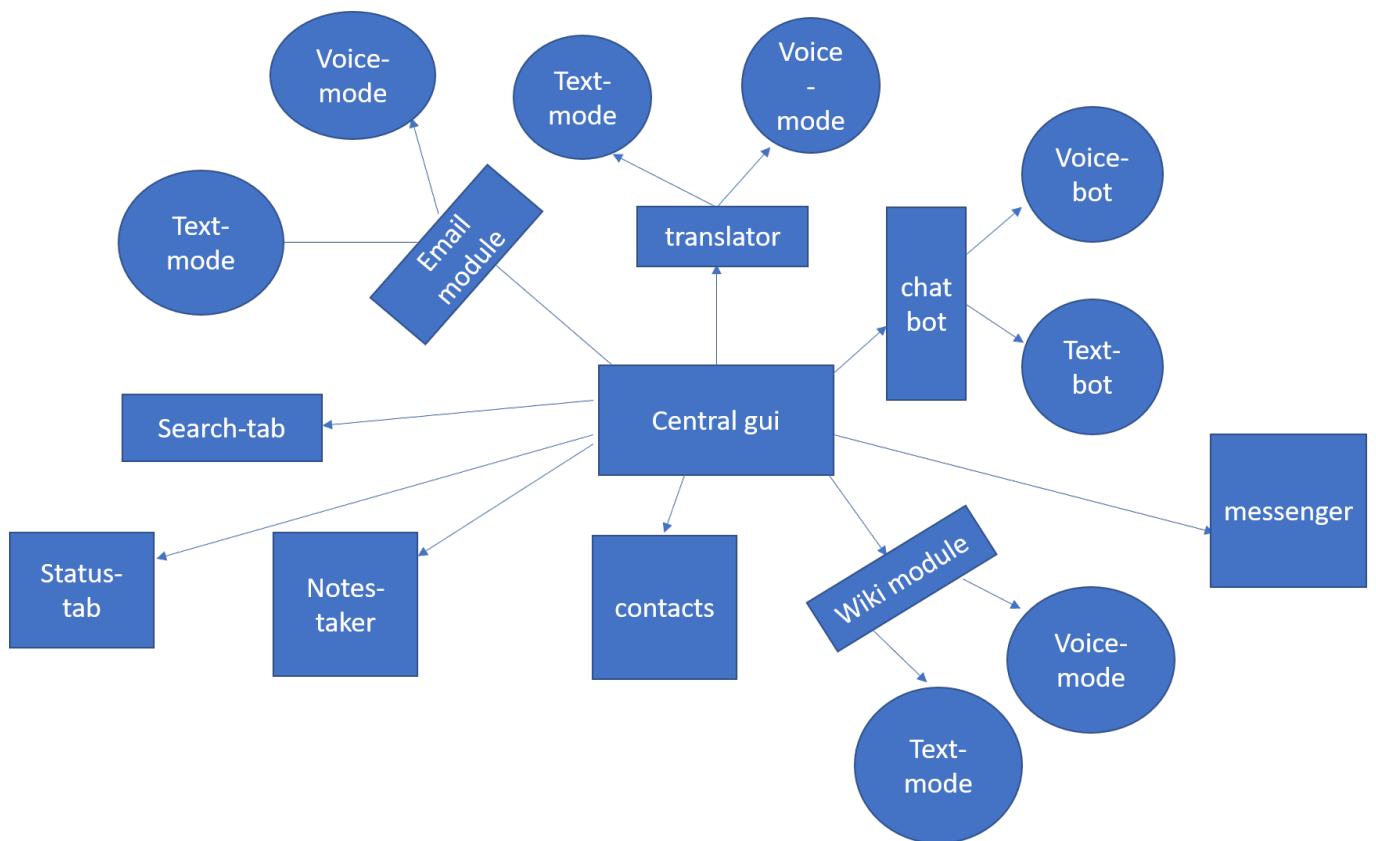 Voice-
mode
Text-
mode
Voice
-
mode
Voice-
bot
Text-
mode
Email
module
translator
chat
bot
Text-
bot
Search-tab
Central gui
messenger
Status-
tab
Notes-
taker
contacts
Wiki module
Voice-
mode
Text-
mode